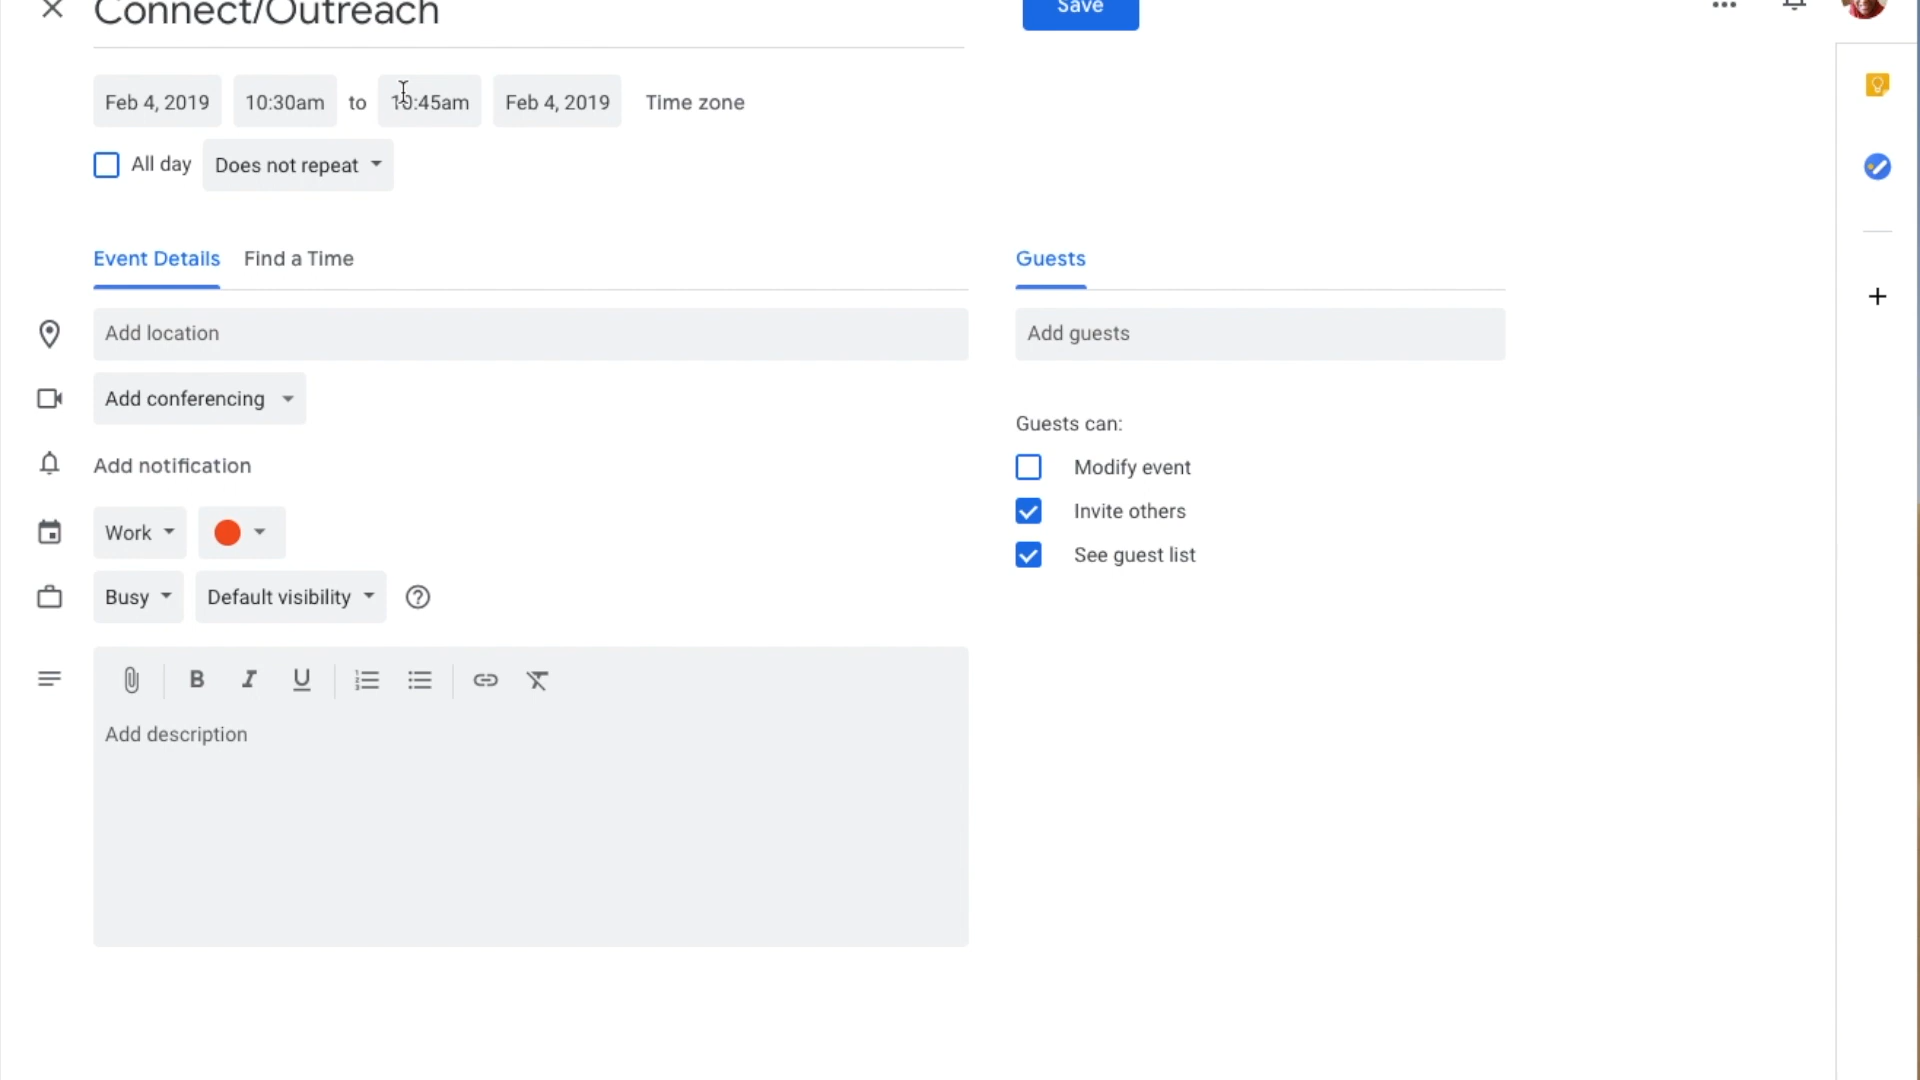 Connect/Outreach
Save
Feb 4, 2019 10:30am to 10:45am Feb 4, 2019 Time zone
All day Does not repeat
Event Details Find a Time
Guests
Add location
Add guests
Add conferencing
Guests can:
Add notification
Modify event
Invite others
Work
See guest list
Busy Default visibility
B I U
Add description